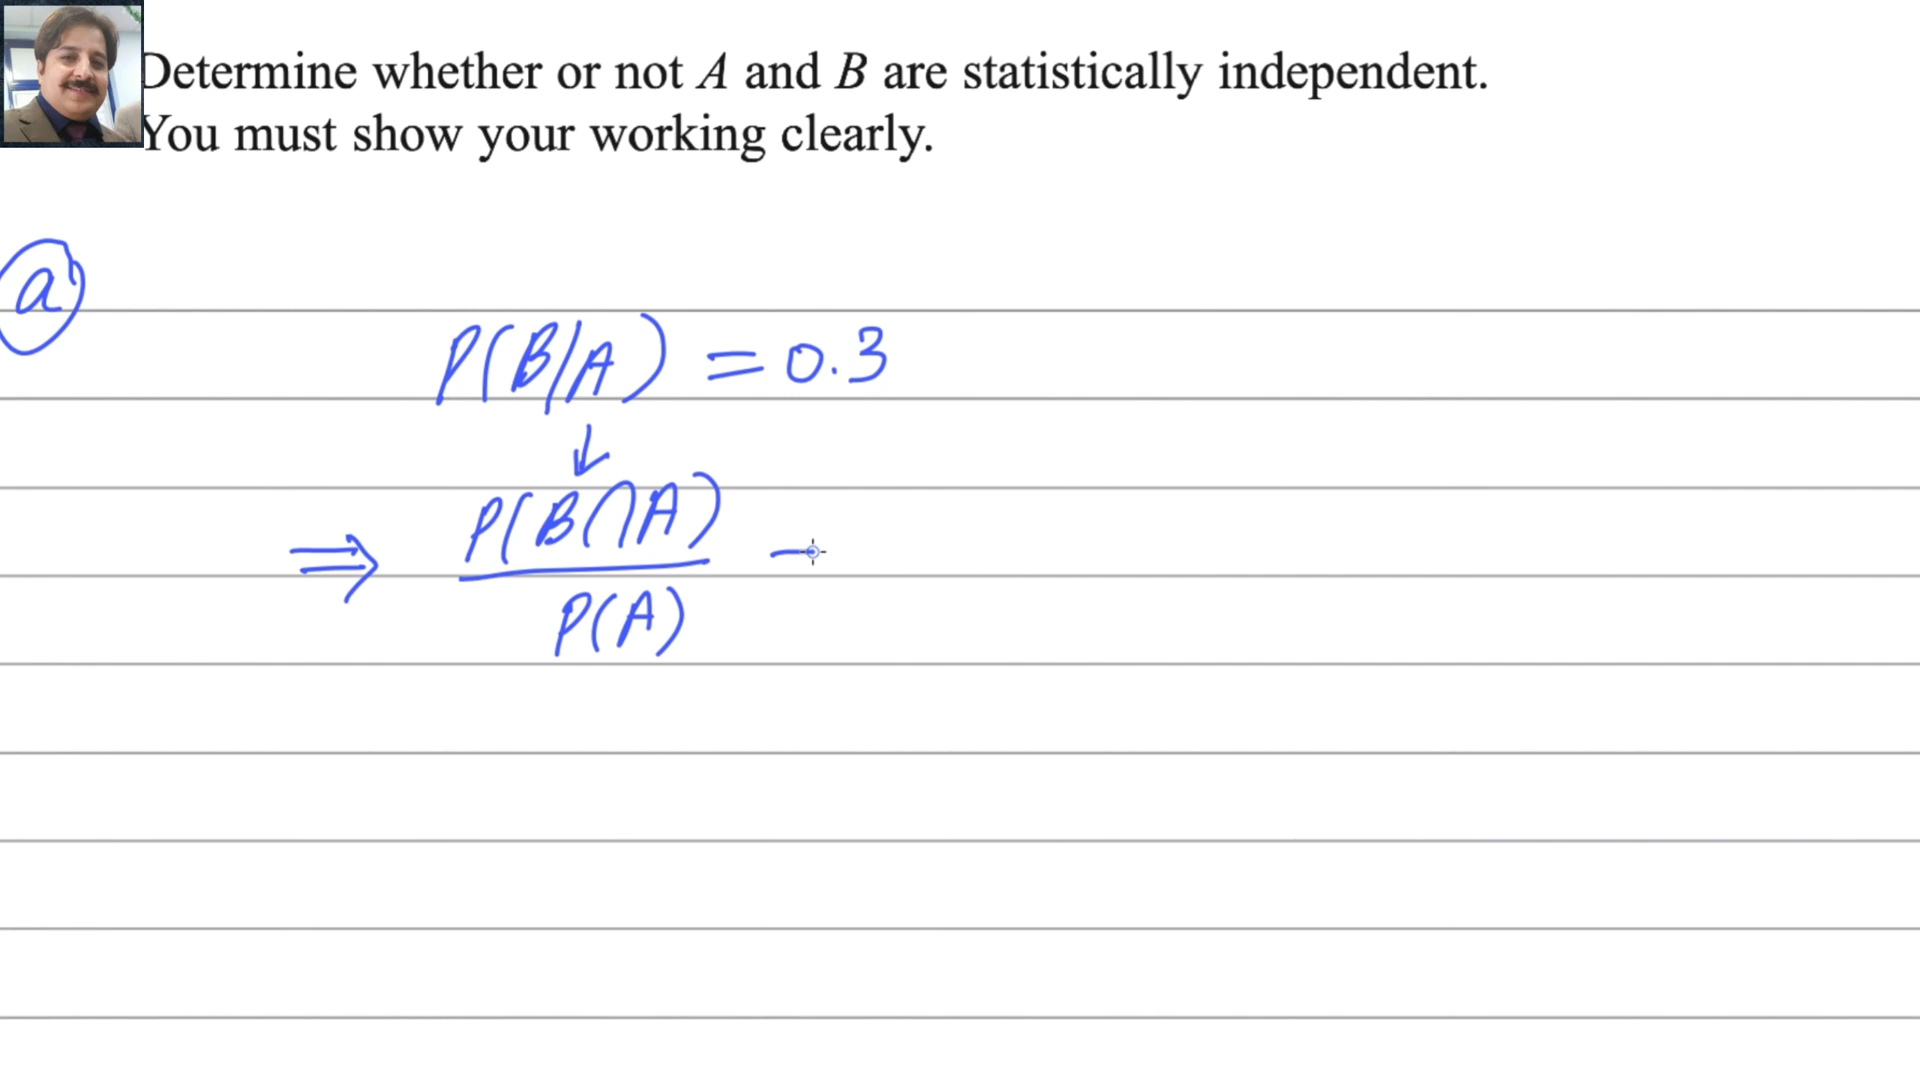 Determine whether or not A and B are statistically independent.
You must show your working clearly.
a
P(B/A) = 0.3
↓
⇒ P(B∩A) −
P(A)